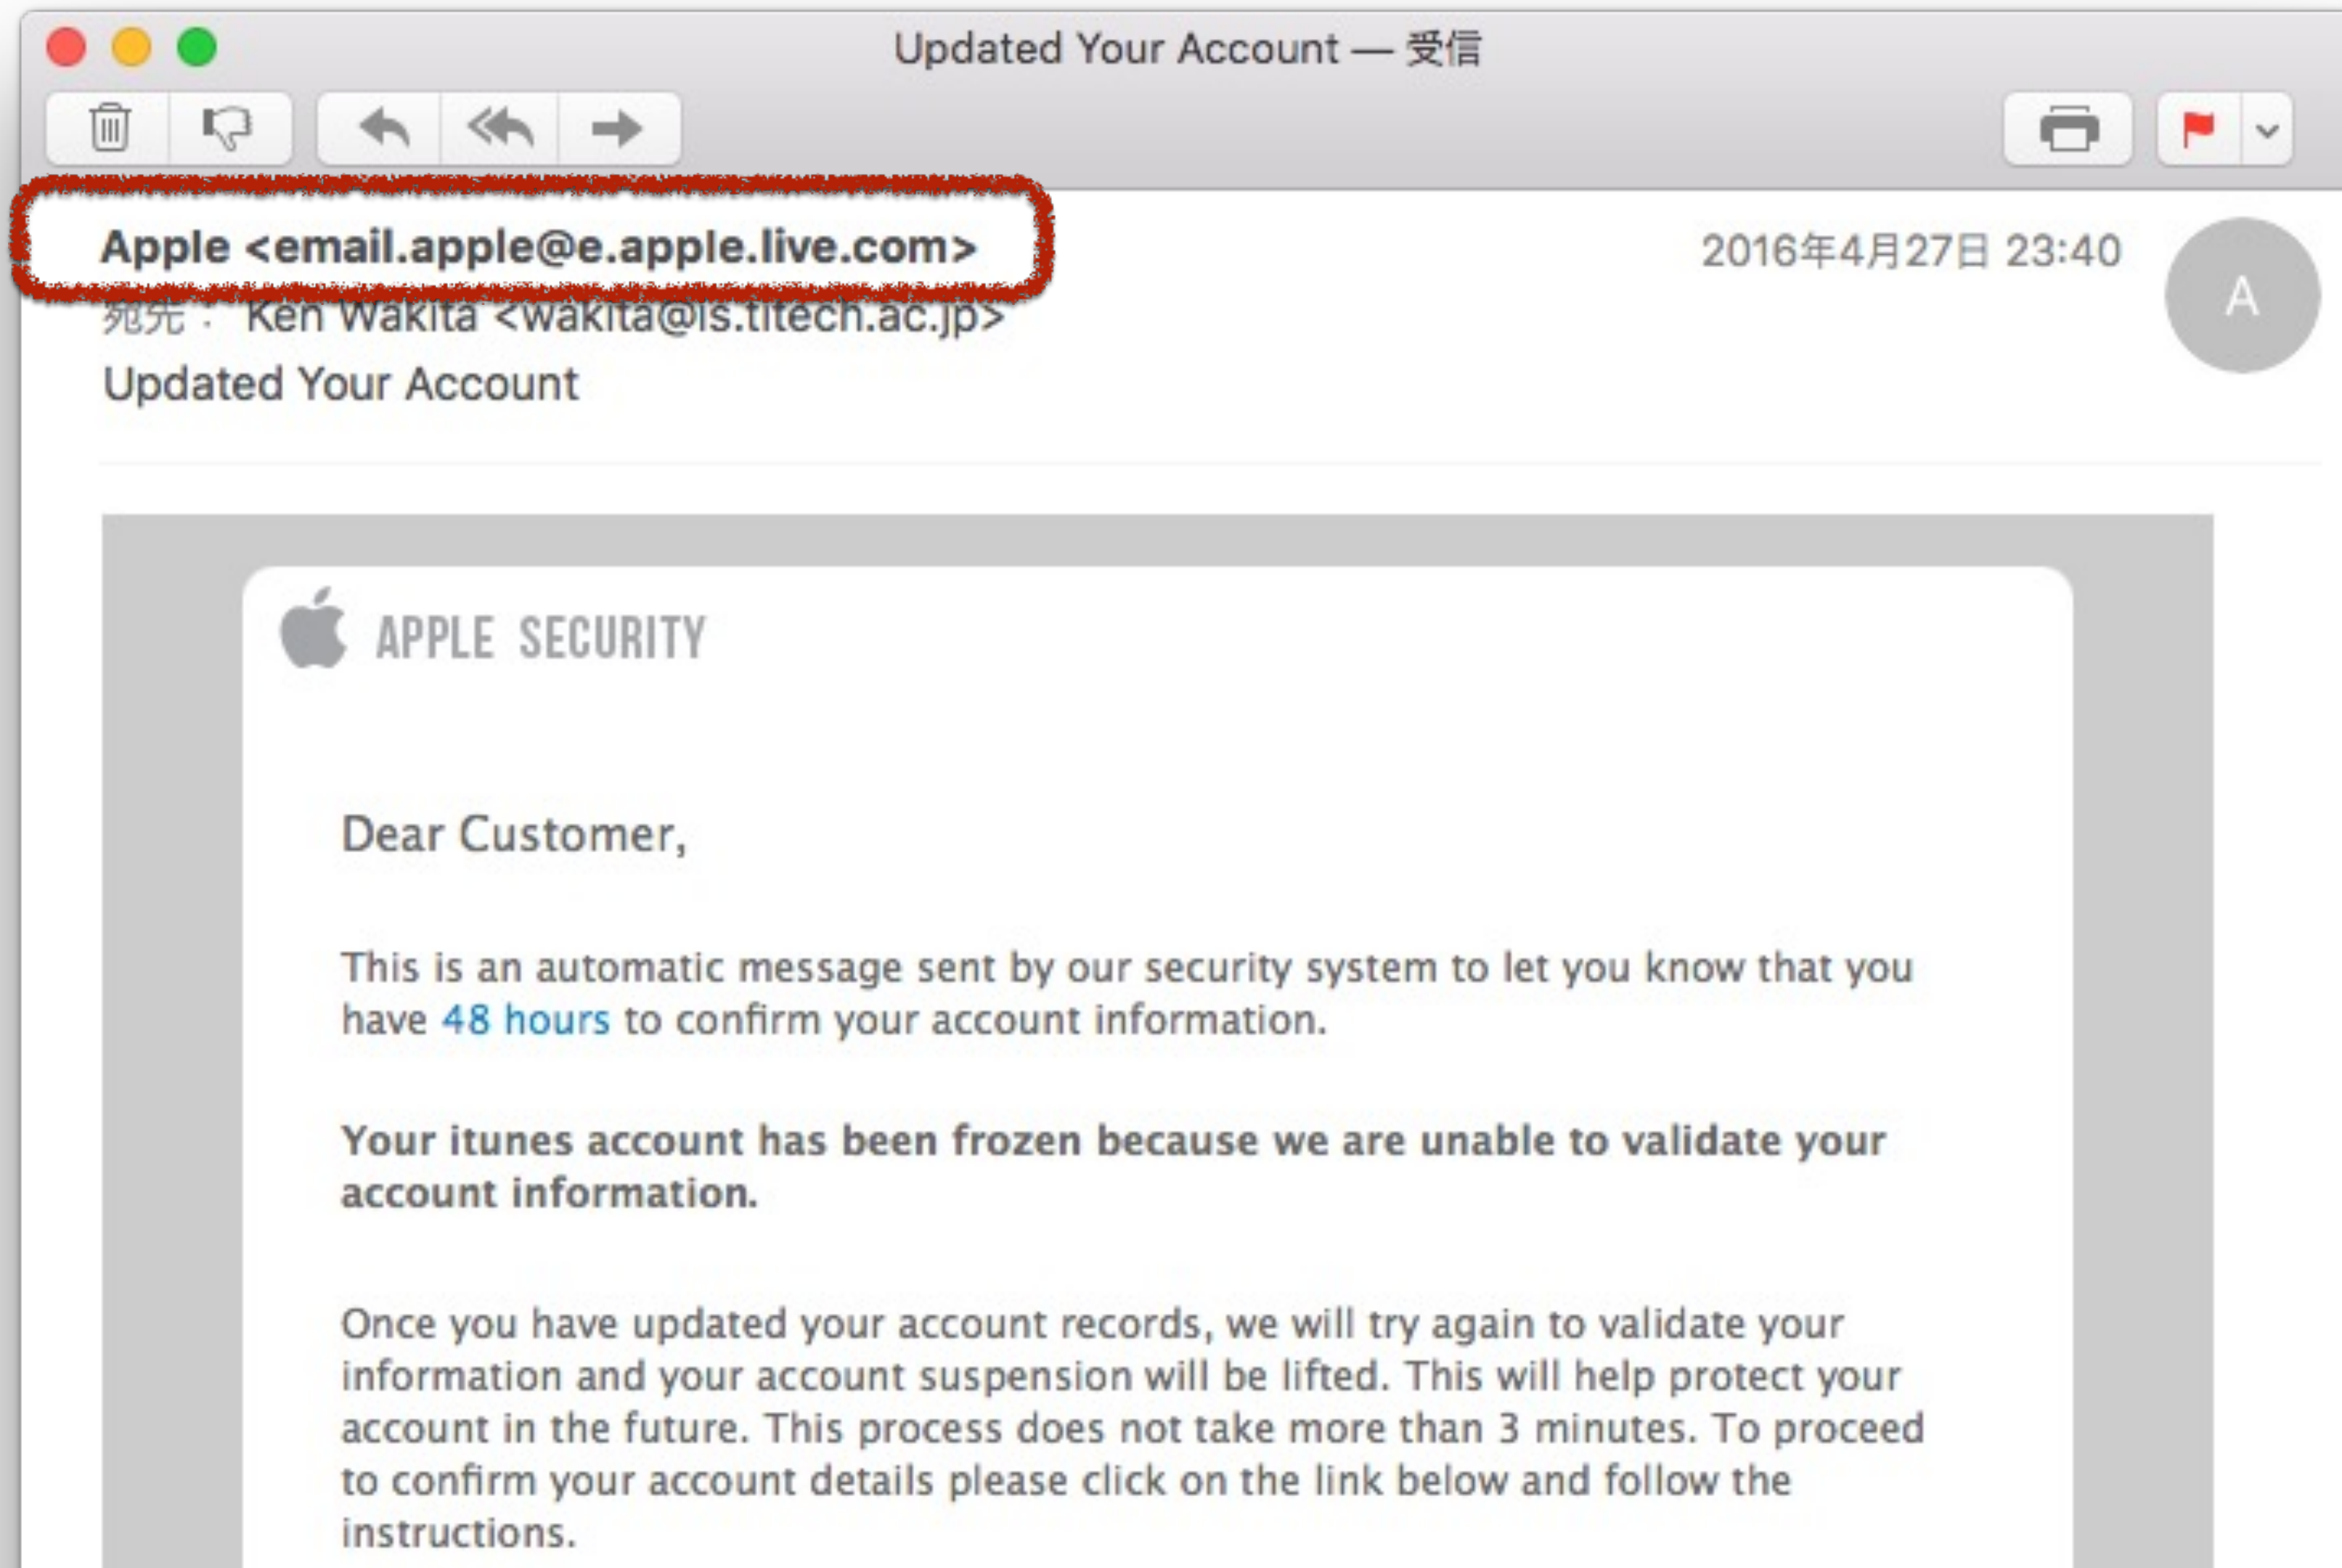 Updated Your Account — 受信
Apple <email.apple@e.apple.live.com>
2016年4月27日 23:40
A
宛先： Ken Wakita <wakita@is.titech.ac.jp>
Updated Your Account
APPLE SECURITY
Dear Customer,
This is an automatic message sent by our security system to let you know that you
have 48 hours to confirm your account information.
Your itunes account has been frozen because we are unable to validate your
account information.
Once you have updated your account records, we will try again to validate your
information and your account suspension will be lifted. This will help protect your
account in the future. This process does not take more than 3 minutes. To proceed
to confirm your account details please click on the link below and follow the
instructions.